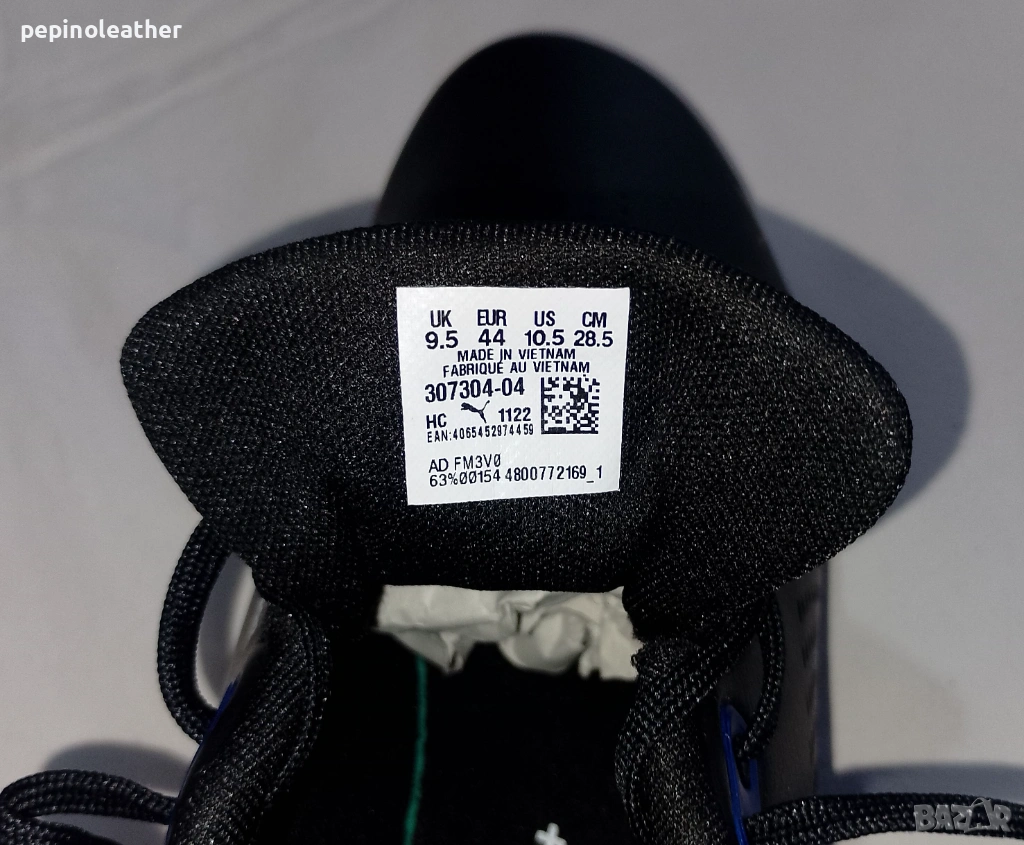 pepinoleather
UK EUR US CM
9.5 44 10.5 28.5
MADE IN VIETNAM
FABRIQUÉ AU VIETNAM
307304-04
HC 1122
EAN:4065452974459
AD FM3V0
63%00154 4800772169_1
BAZAR